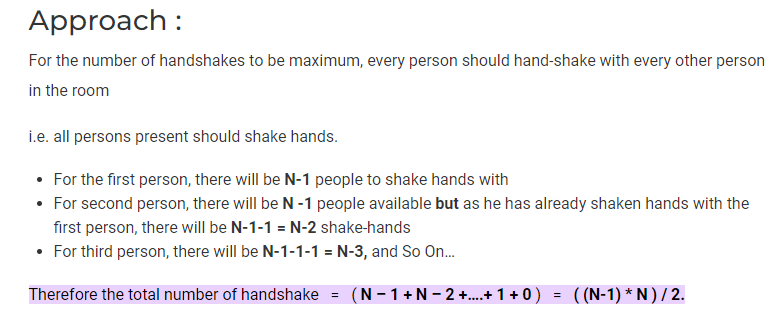 Approach :
For the number of handshakes to be maximum, every person should hand-shake with every other person
in the room
i.e. all persons present should shake hands.
• For the first person, there will be N-1 people to shake hands with
• For second person, there will be N -1 people available but as he has already shaken hands with the
first person, there will be N-1-1 = N-2 shake-hands
• For third person, there will be N-1-1-1 = N-3, and So On...
Therefore the total number of handshake = ( N – 1 + N – 2 +....+ 1 + 0 ) = ( (N-1) * N ) / 2.